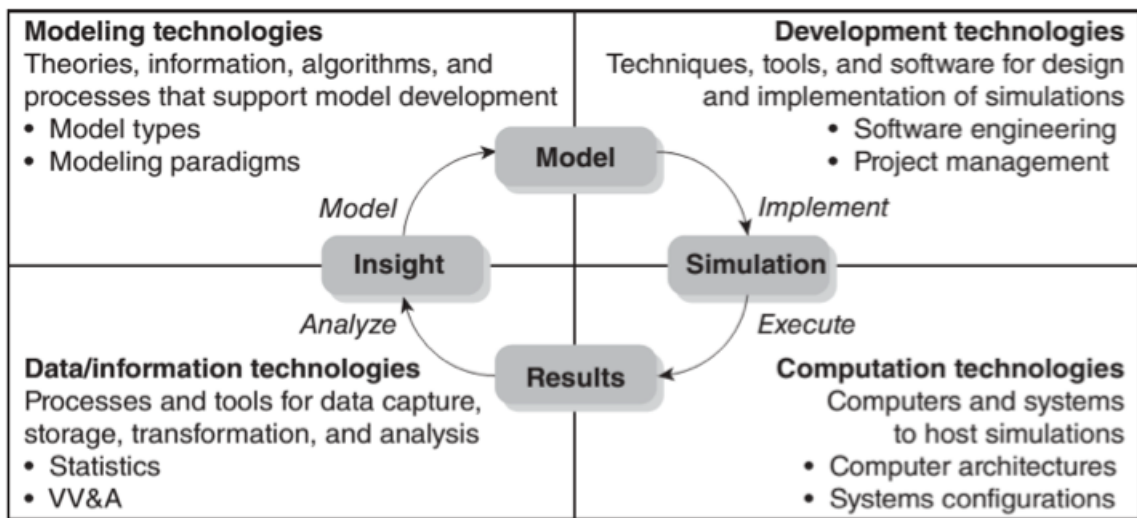 Modeling technologies
Theories, information, algorithms, and
processes that support model development
• Model types
• Modeling paradigms
Development technologies
Techniques, tools, and software for design
and implementation of simulations
• Software engineering
• Project management
Model
Model
Implement
Insight
Simulation
Analyze
Execute
Results
Data/information technologies
Processes and tools for data capture,
storage, transformation, and analysis
• Statistics
• VV&A
Computation technologies
Computers and systems
to host simulations
• Computer architectures
• Systems configurations